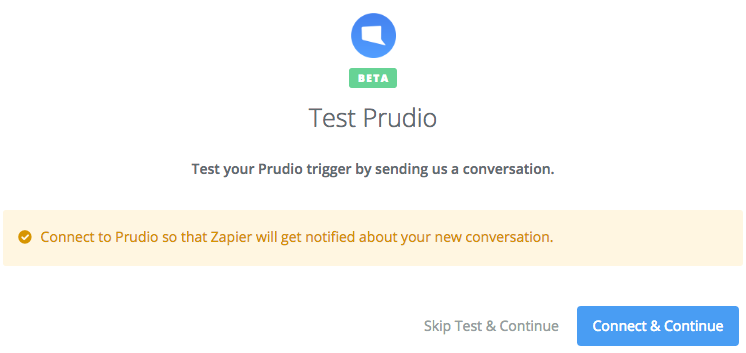 BETA
Test Prudio
Test your Prudio trigger by sending us a conversation.
Connect to Prudio so that Zapier will get notified about your new conversation.
Skip Test & Continue
Connect & Continue